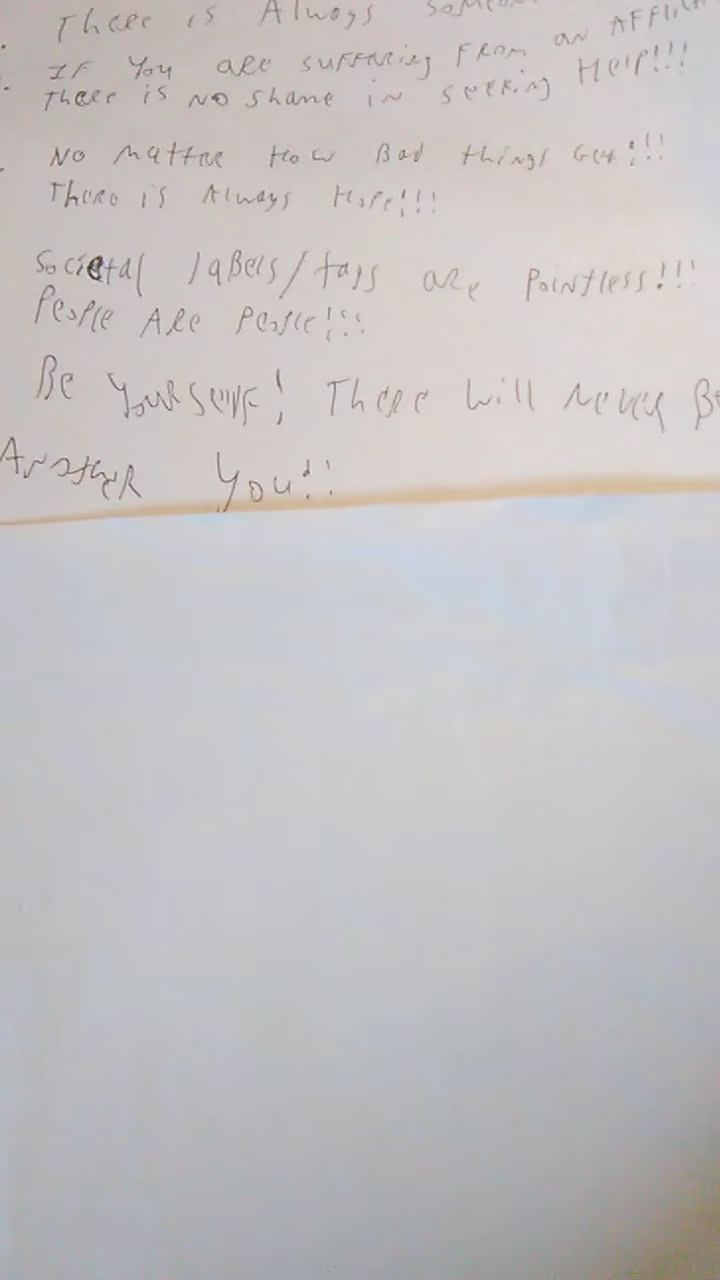 There is Always
IF You are suffering From an
There is No shame in seeking Help!!!
No matter How Bad things Get!!!
There is Always Hope!!!
Societal labels/tags are Pointless!!!
People Are People!!!
Be Yourself! There will never Be
Another You!!